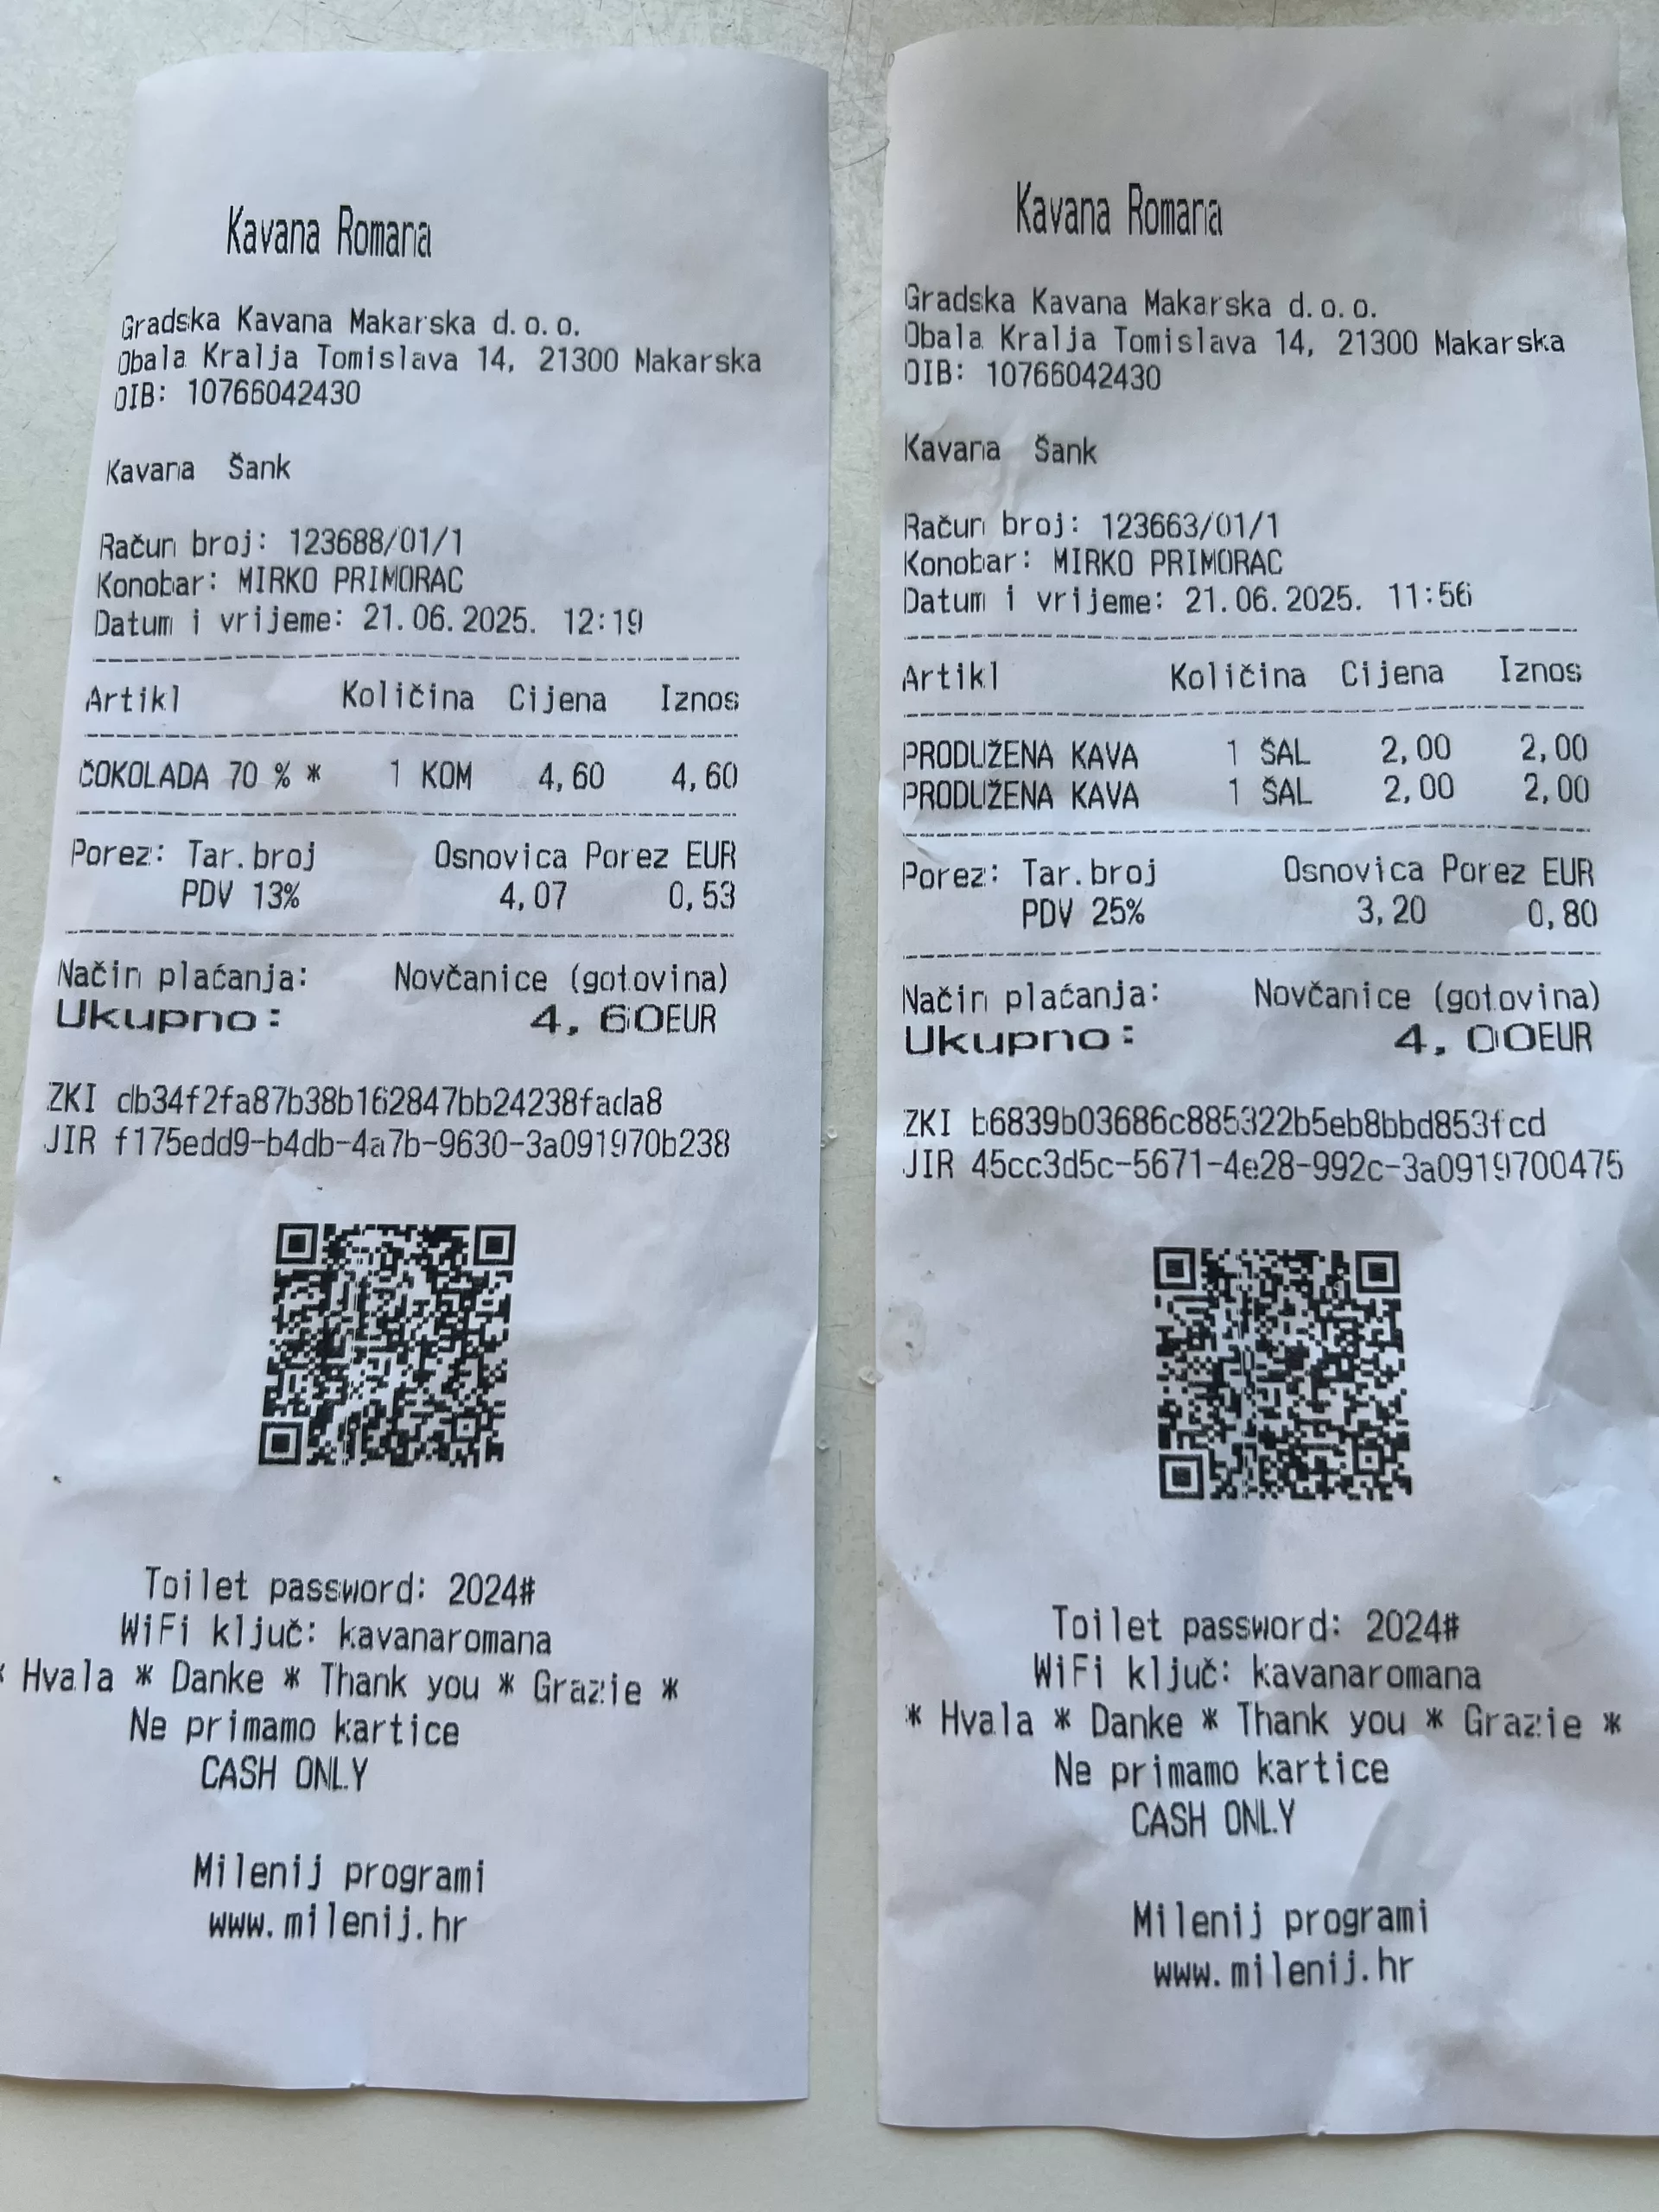 Kavana Romana
Gradska Kavana Makarska d.o.o.
Obala Kralja Tomislava 14, 21300 Makarska
OIB: 10766042430
Kavana Šank
Račun broj: 123688/01/1
Konobar: MIRKO PRIMORAC
Datum i vrijeme: 21.06.2025. 12:19
Artikl Količina Cijena Iznos
ČOKOLADA 70 % * 1 KOM 4,60 4,60
Porez: Tar.broj Osnovica Porez EUR
PDV 13% 4,07 0,53
Način plaćanja: Novčanice (gotovina)
Ukupno: 4,60EUR
ZKI db34f2fa87b38b162847bb24238fada8
JIR f175edd9-b4db-4a7b-9630-3a091970b238
Toilet password: 2024#
WiFi ključ: kavanaromana
* Hvala * Danke * Thank you * Grazie *
Ne primamo kartice
CASH ONLY
Milenij programi
www.milenij.hr
Kavana Romana
Gradska Kavana Makarska d.o.o.
Obala Kralja Tomislava 14, 21300 Makarska
OIB: 10766042430
Kavana Šank
Račun broj: 123663/01/1
Konobar: MIRKO PRIMORAC
Datum i vrijeme: 21.06.2025. 11:56
Artikl Količina Cijena Iznos
PRODUŽENA KAVA 1 ŠAL 2,00 2,00
PRODUŽENA KAVA 1 ŠAL 2,00 2,00
Porez: Tar.broj Osnovica Porez EUR
PDV 25% 3,20 0,80
Način plaćanja: Novčanice (gotovina)
Ukupno: 4,00EUR
ZKI b6839b03686c885322b5eb8bbd853fcd
JIR 45cc3d5c-5671-4e28-992c-3a0919700475
Toilet password: 2024#
WiFi ključ: kavanaromana
* Hvala * Danke * Thank you * Grazie *
Ne primamo kartice
CASH ONLY
Milenij programi
www.milenij.hr